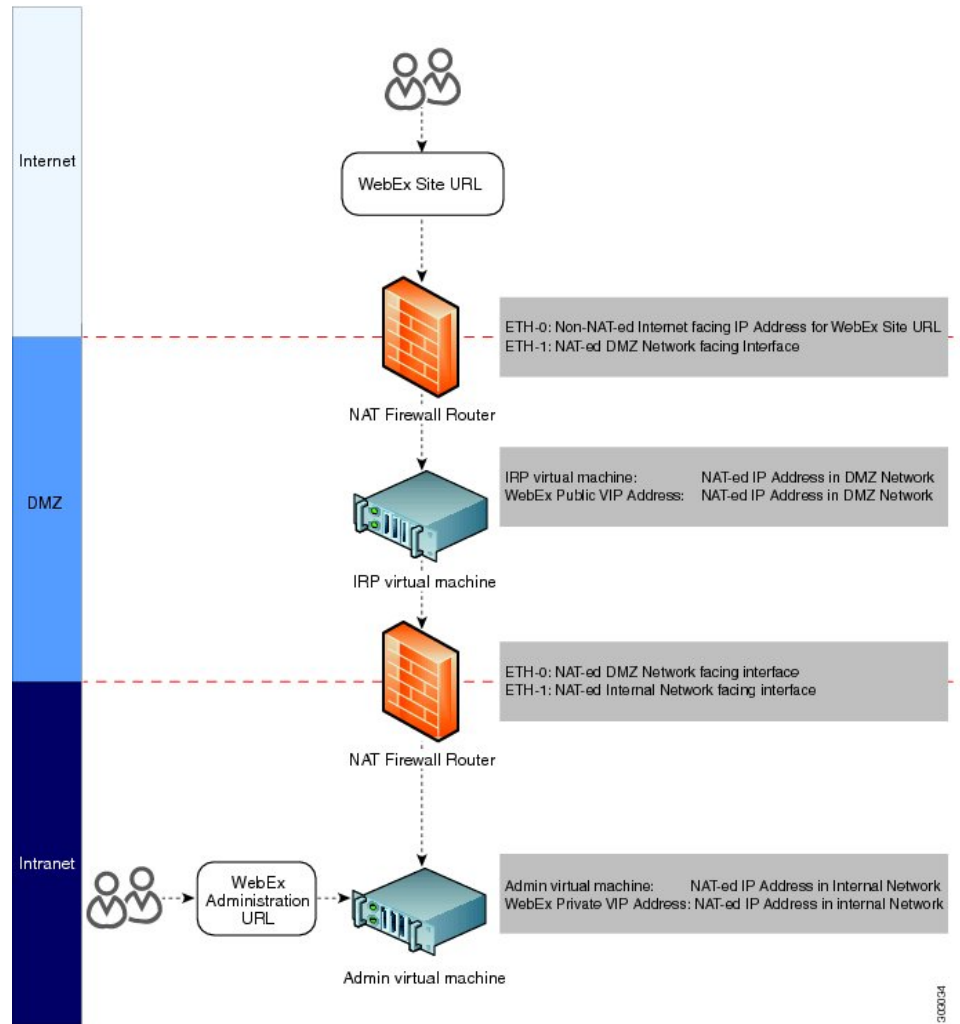 Internet
WebEx Site URL
ETH-0: Non-NAT-ed Internet facing IP Address for WebEx Site URL
ETH-1: NAT-ed DMZ Network facing Interface
NAT Firewall Router
DMZ
IRP virtual machine: NAT-ed IP Address in DMZ Network
WebEx Public VIP Address: NAT-ed IP Address in DMZ Network
IRP virtual machine
ETH-0: NAT-ed DMZ Network facing interface
ETH-1: NAT-ed Internal Network facing interface
NAT Firewall Router
Intranet
WebEx
Administration
URL
Admin virtual machine: NAT-ed IP Address in Internal Network
WebEx Private VIP Address: NAT-ed IP Address in internal Network
Admin virtual machine
303034